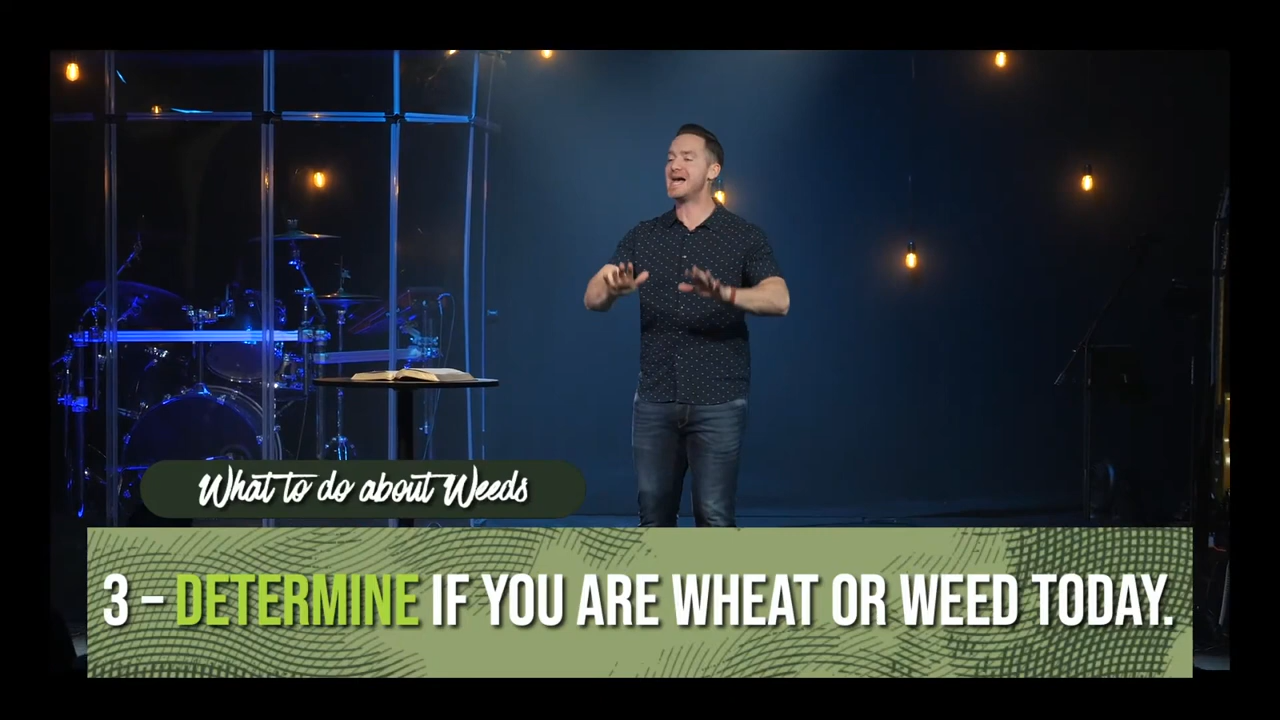 What to do about Weeds
3 – DETERMINE IF YOU ARE WHEAT OR WEED TODAY.